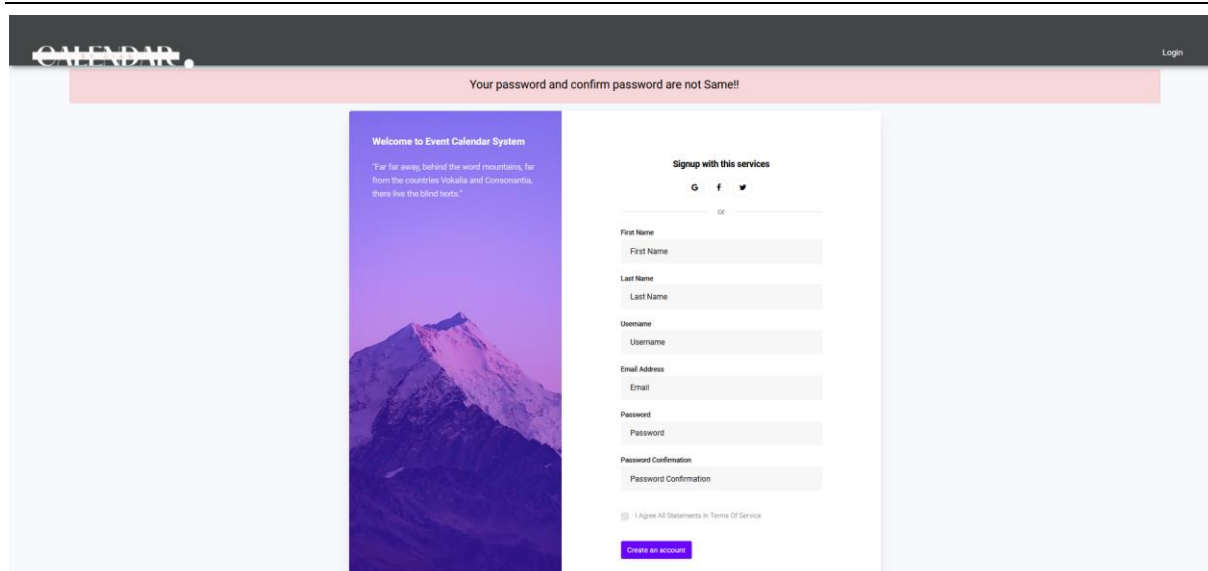 CALENDAR.
Login
Your password and confirm password are not Same!!
Welcome to Event Calendar System
"Far far away, behind the word mountains, far
from the countries Vokalia and Consonantia,
there live the blind texts."
Signup with this services
G f
or
First Name
First Name
Last Name
Last Name
Username
Username
Email Address
Email
Password
Password
Password Confirmation
Password Confirmation
I Agree All Statements in Terms Of Service
Create an account